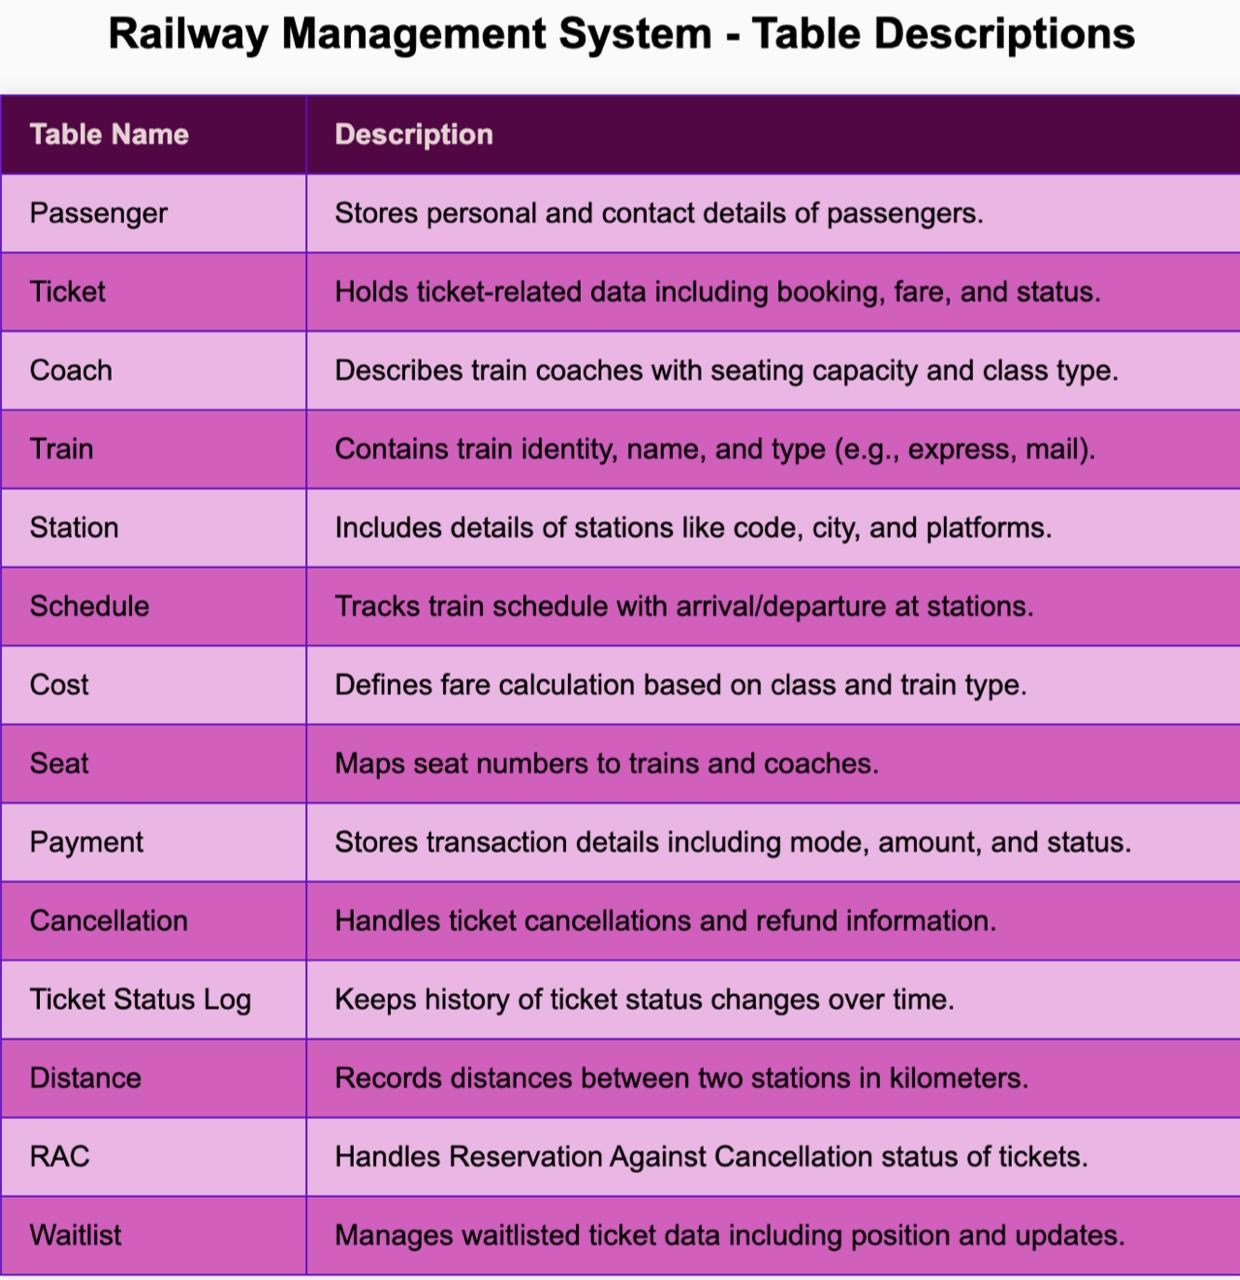 Railway Management System - Table Descriptions
Table Name Description
Passenger Stores personal and contact details of passengers.
Ticket Holds ticket-related data including booking, fare, and status.
Coach Describes train coaches with seating capacity and class type.
Train Contains train identity, name, and type (e.g., express, mail).
Station Includes details of stations like code, city, and platforms.
Schedule Tracks train schedule with arrival/departure at stations.
Cost Defines fare calculation based on class and train type.
Seat Maps seat numbers to trains and coaches.
Payment Stores transaction details including mode, amount, and status.
Cancellation Handles ticket cancellations and refund information.
Ticket Status Log Keeps history of ticket status changes over time.
Distance Records distances between two stations in kilometers.
RAC Handles Reservation Against Cancellation status of tickets.
Waitlist Manages waitlisted ticket data including position and updates.